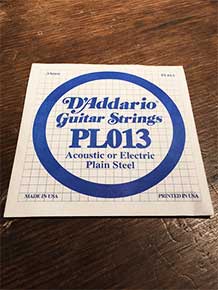 D'Addario
Guitar Strings
PL013
Acoustic or Electric
Plain Steel
MADE IN USA
PRINTED IN USA